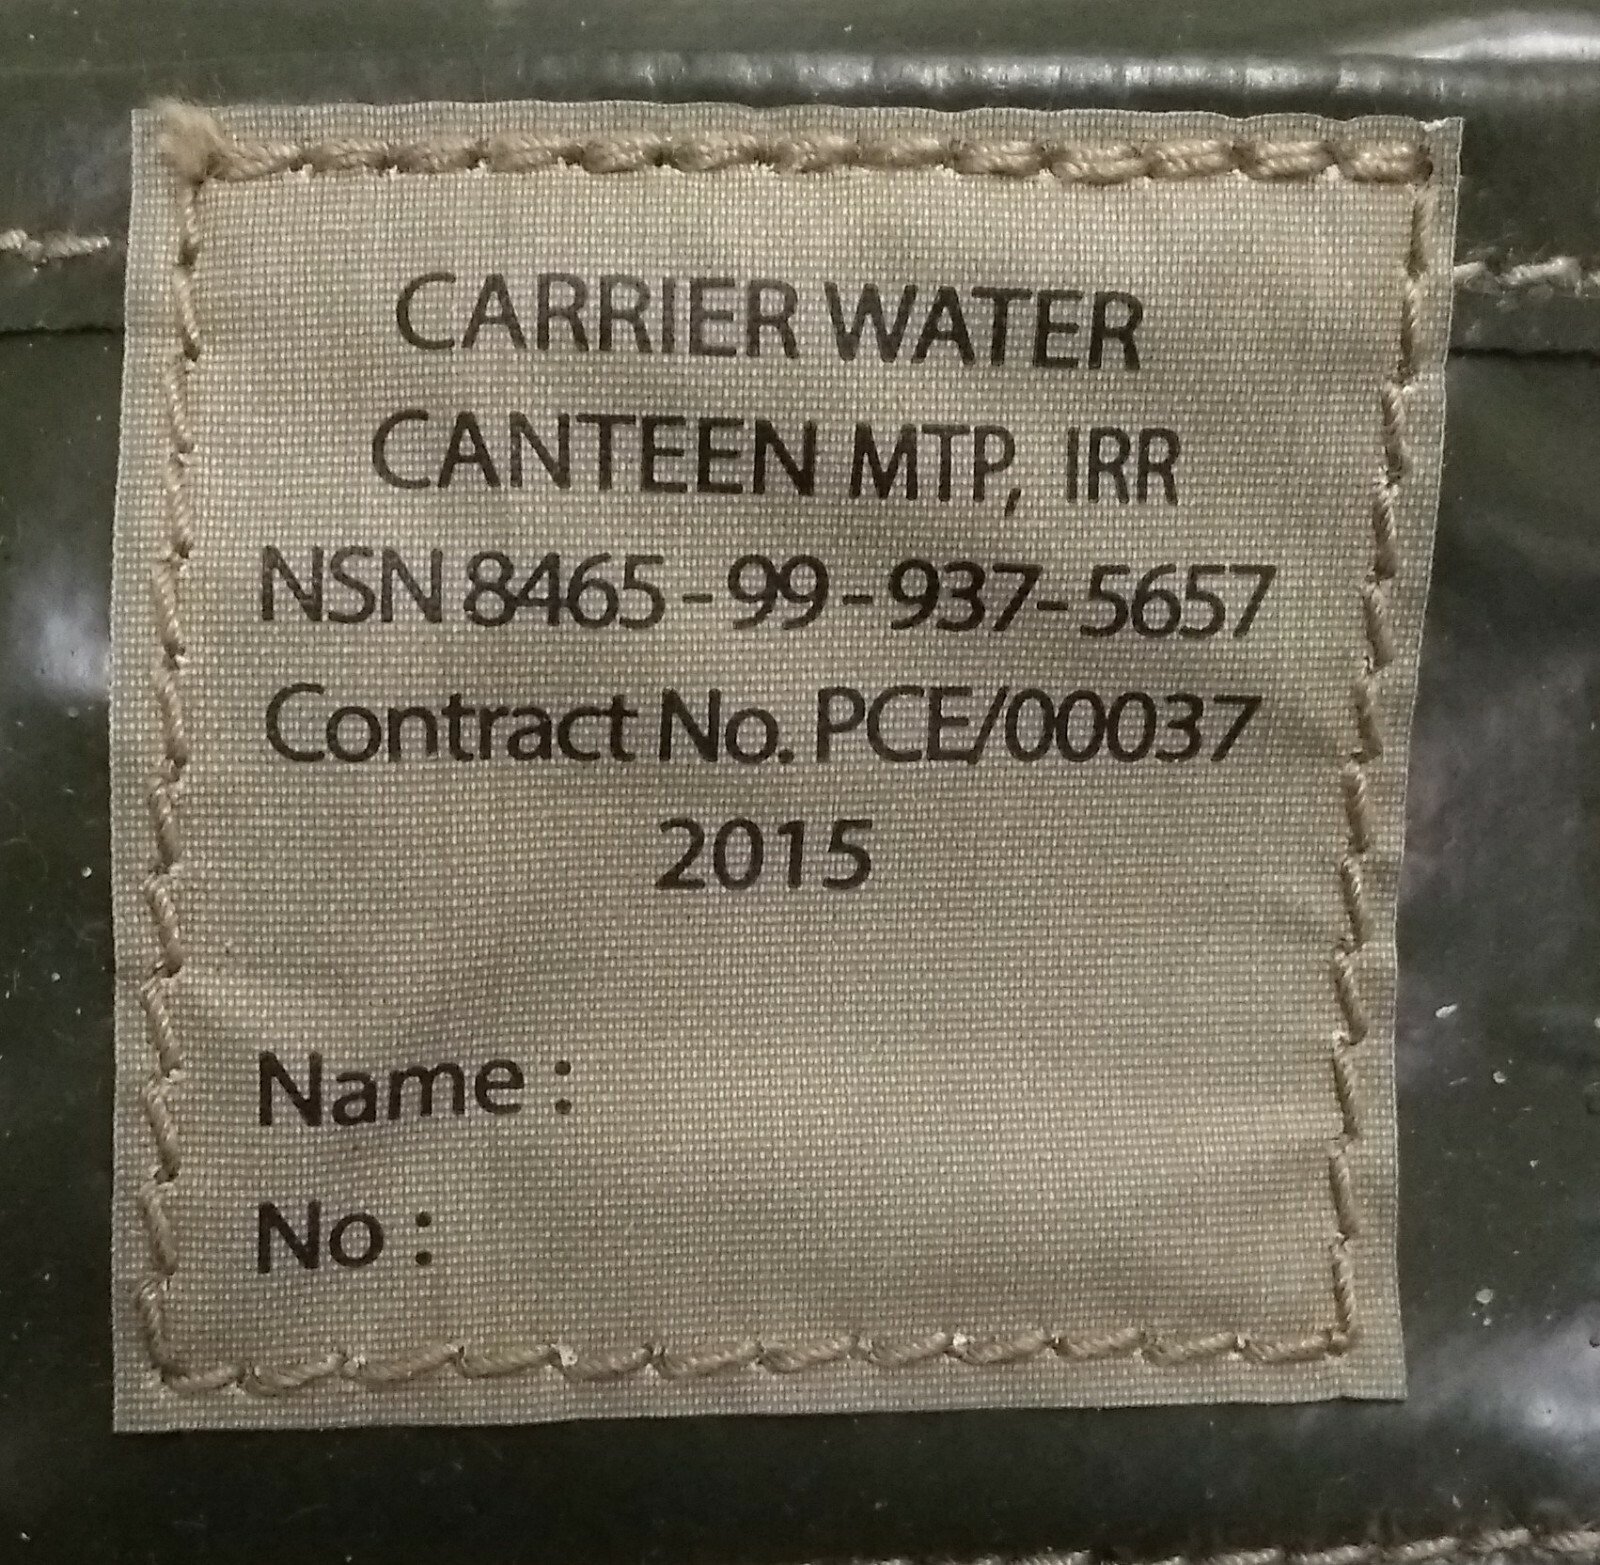 CARRIER WATER
CANTEEN MTP, IRR
NSN 8465-99-937-5657
Contract No. PCE/00037
2015
Name :
No :